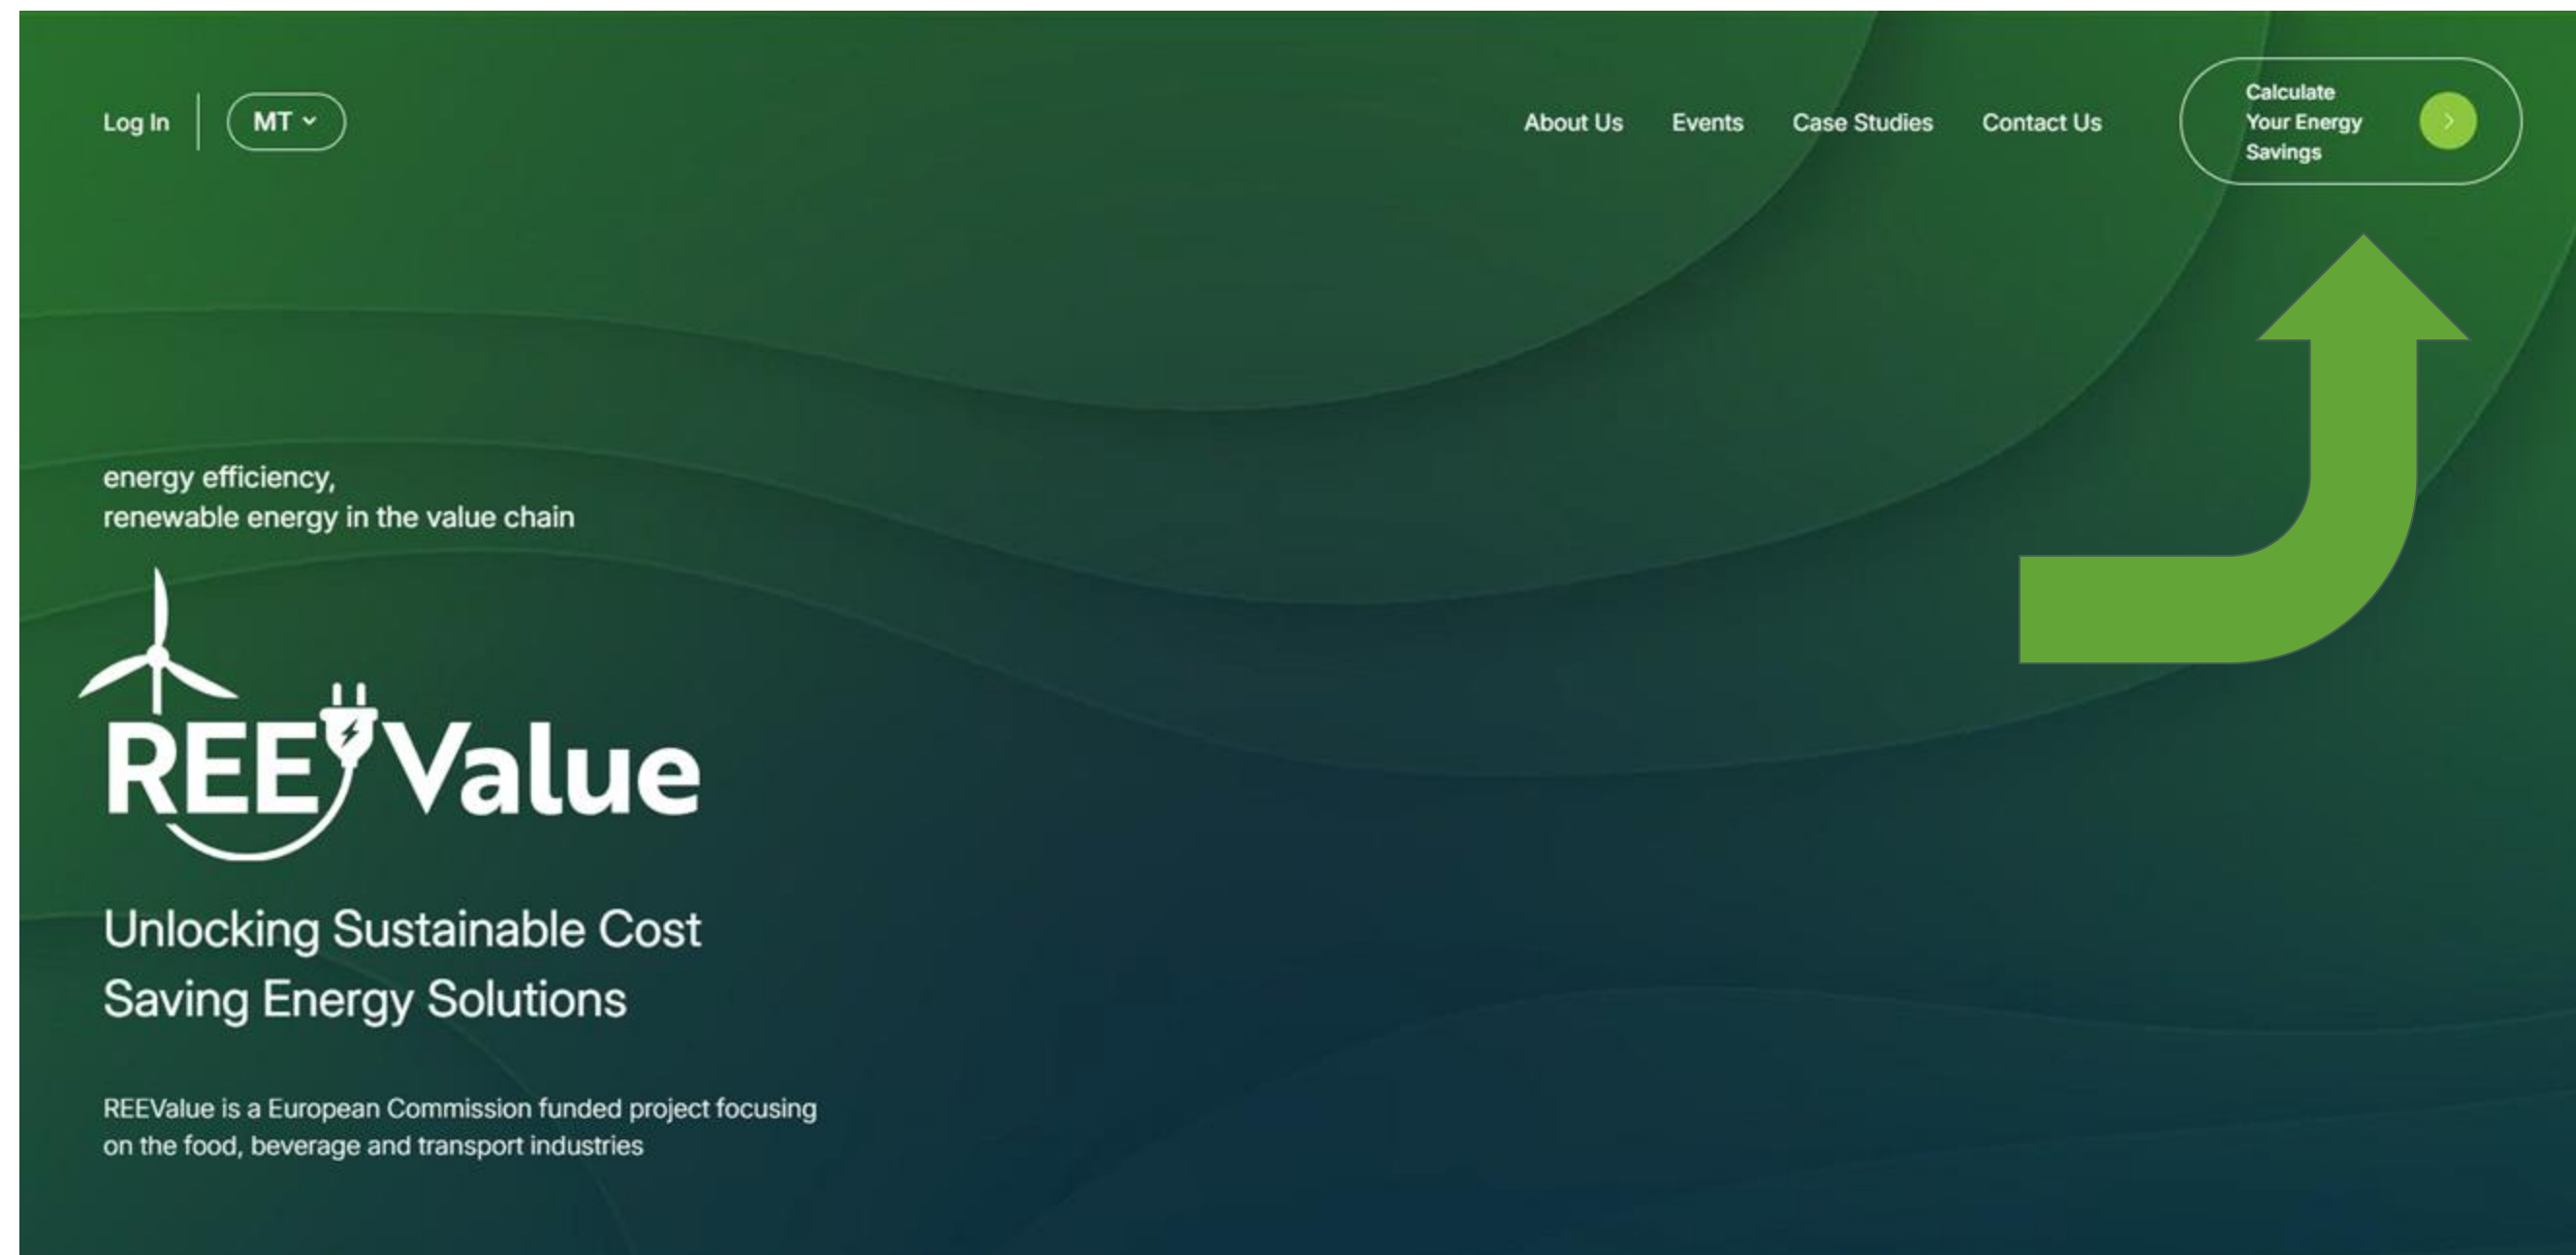 Log In
MT
About Us
Events
Case Studies
Contact Us
Calculate
Your Energy
Savings
energy efficiency,
renewable energy in the value chain
REEValue
Unlocking Sustainable Cost
Saving Energy Solutions
REEValue is a European Commission funded project focusing
on the food, beverage and transport industries